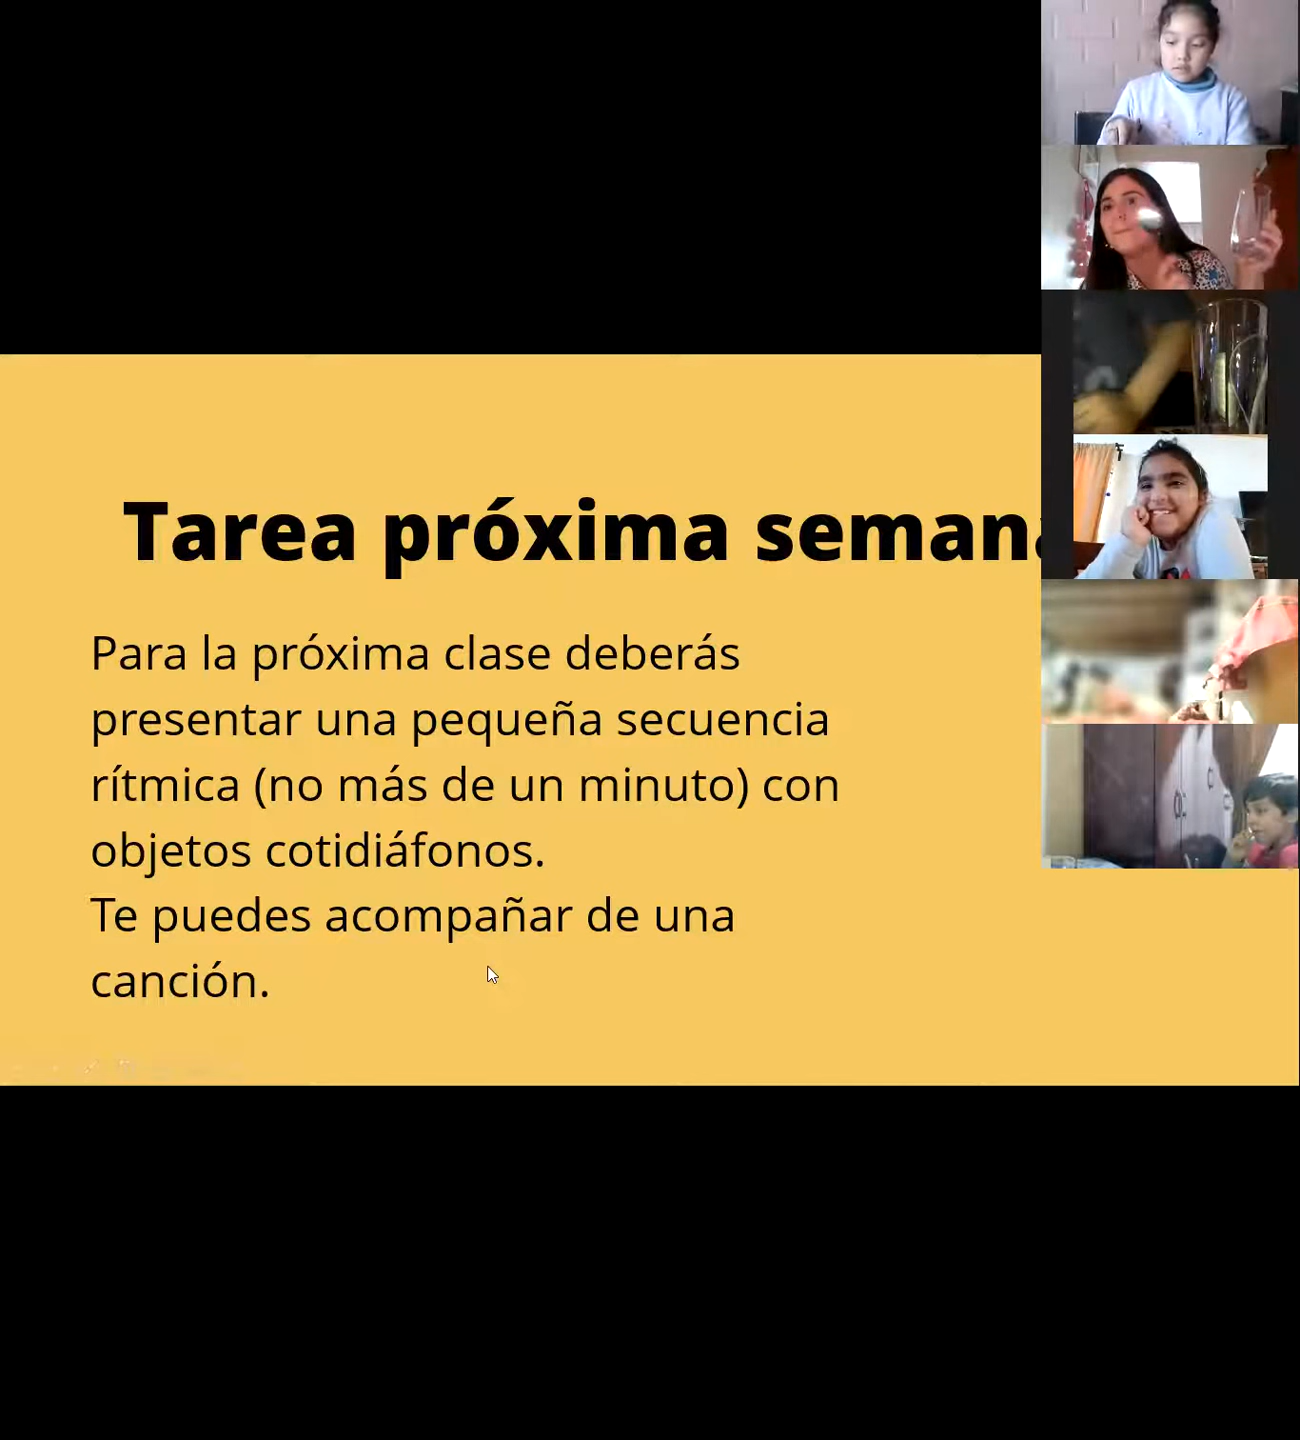 Tarea próxima semana
Para la próxima clase deberás
presentar una pequeña secuencia
rítmica (no más de un minuto) con
objetos cotidiáfonos.
Te puedes acompañar de una
canción.